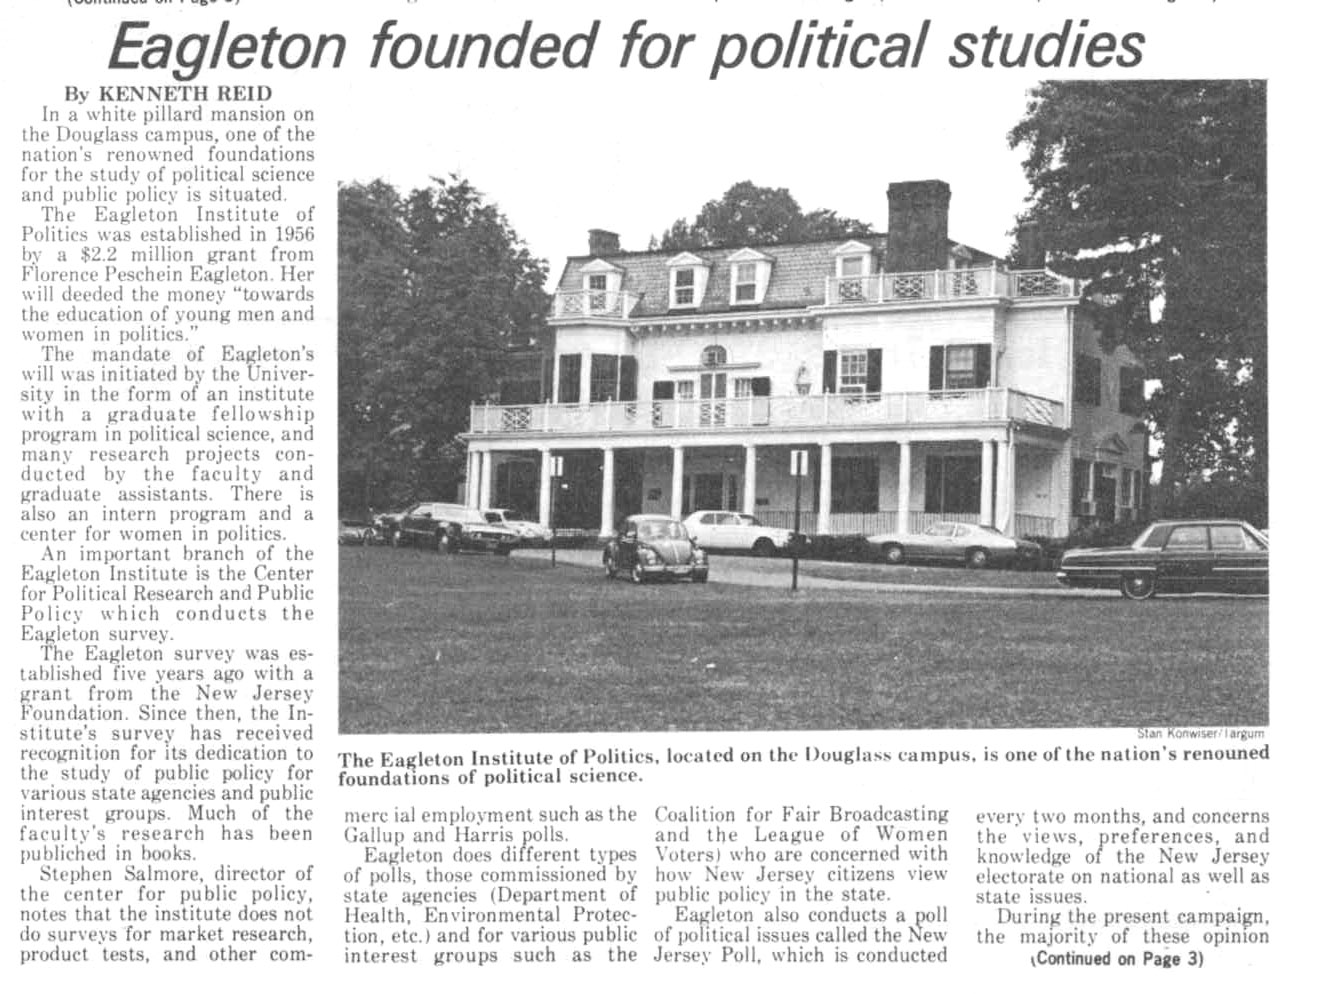 Eagleton founded for political studies
By KENNETH REID
In a white pillard mansion on
the Douglass campus, one of the
nation's renowned foundations
for the study of political science
and public policy is situated.
The Eagleton Institute of
Politics was established in 1956
by a $2.2 million grant from
Florence Peschein Eagleton. Her
will deeded the money "towards
the education of young men and
women in politics."
The mandate of Eagleton's
will was initiated by the Univer-
sity in the form of an institute
with a graduate fellowship
program in political science, and
many research projects con-
ducted by the faculty and
graduate assistants. There is
also an intern program and a
center for women in politics.
An important branch of the
Eagleton Institute is the Center
for Political Research and Public
Policy which conducts the
Eagleton survey.
The Eagleton survey was es-
tablished five years ago with a
grant from the New Jersey
Foundation. Since then, the In-
stitute's survey has received
recognition for its dedication to
the study of public policy for
various state agencies and public
interest groups. Much of the
faculty's research has been
publiched in books.
Stephen Salmore, director of
the center for public policy,
notes that the institute does not
do surveys for market research,
product tests, and other com-
Stan Konwiser/Targum
The Eagleton Institute of Politics, located on the Douglass campus, is one of the nation's renouned
foundations of political science.
merc ial employment such as the
Gallup and Harris polls.
Eagleton does different types
of polls, those commissioned by
state agencies (Department of
Health, Environmental Protec-
tion, etc.) and for various public
interest groups such as the
Coalition for Fair Broadcasting
and the League of Women
Voters) who are concerned with
how New Jersey citizens view
public policy in the state.
Eagleton also conducts a poll
of political issues called the New
Jersey Poll, which is conducted
every two months, and concerns
the views, preferences, and
knowledge of the New Jersey
electorate on national as well as
state issues.
During the present campaign,
the majority of these opinion
(Continued on Page 3)